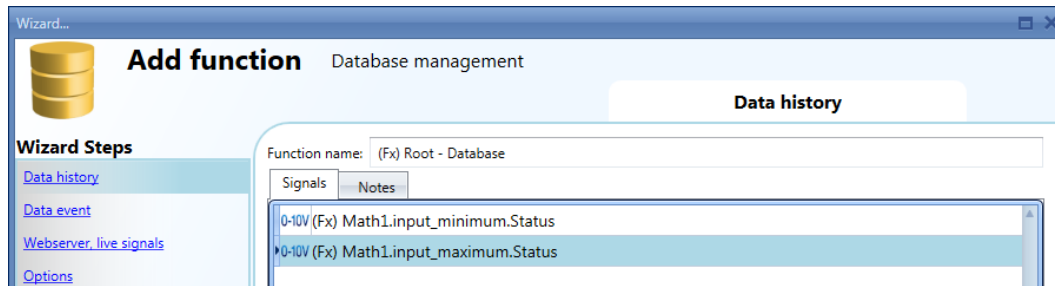 Wizard...
Add function Database management
Data history
Wizard Steps
Data history
Data event
Webserver, live signals
Options
Function name: (Fx) Root - Database
Signals Notes
0-10V (Fx) Math1.input_minimum.Status
0-10V (Fx) Math1.input_maximum.Status